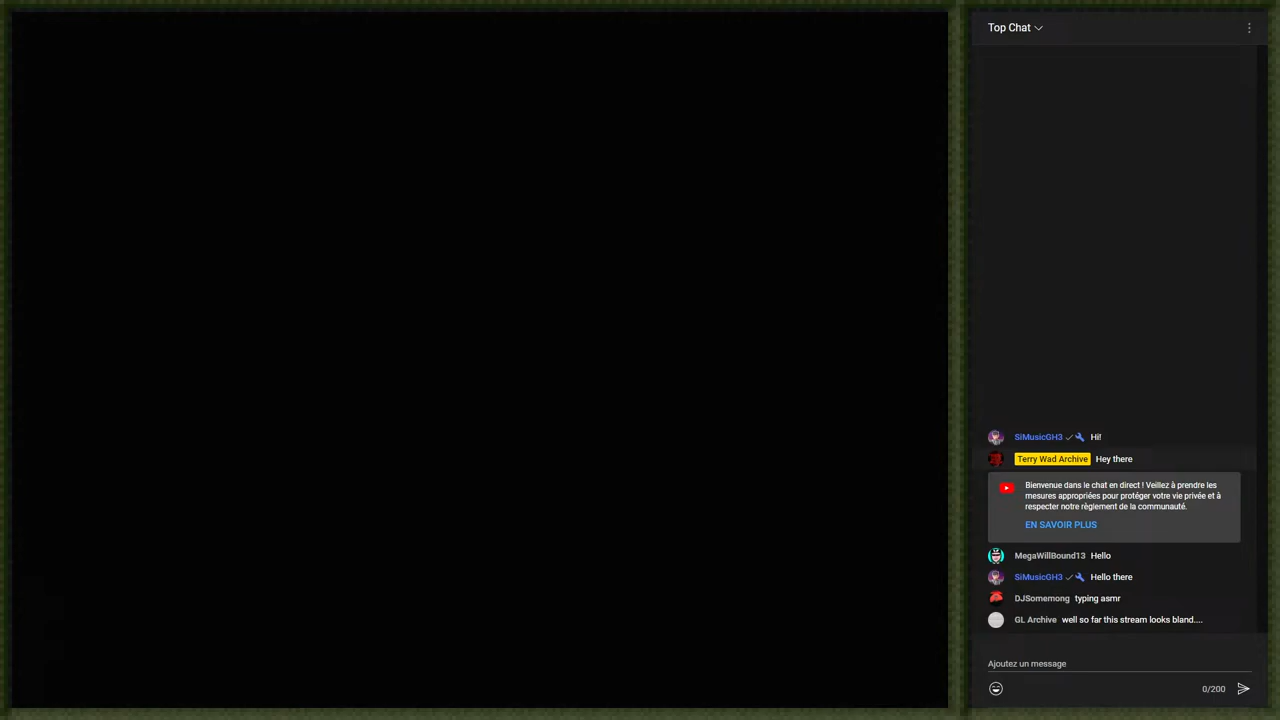 Top Chat
SiMusicGH3 Hi!
Terry Wad Archive Hey there
Bienvenue dans le chat en direct ! Veillez à prendre les
mesures appropriées pour protéger votre vie privée et à
respecter notre règlement de la communauté.
EN SAVOIR PLUS
MegaWillBound13 Hello
SiMusicGH3 Hello there
DJSomemong typing asmr
GL Archive well so far this stream looks bland....
Ajoutez un message
0/200